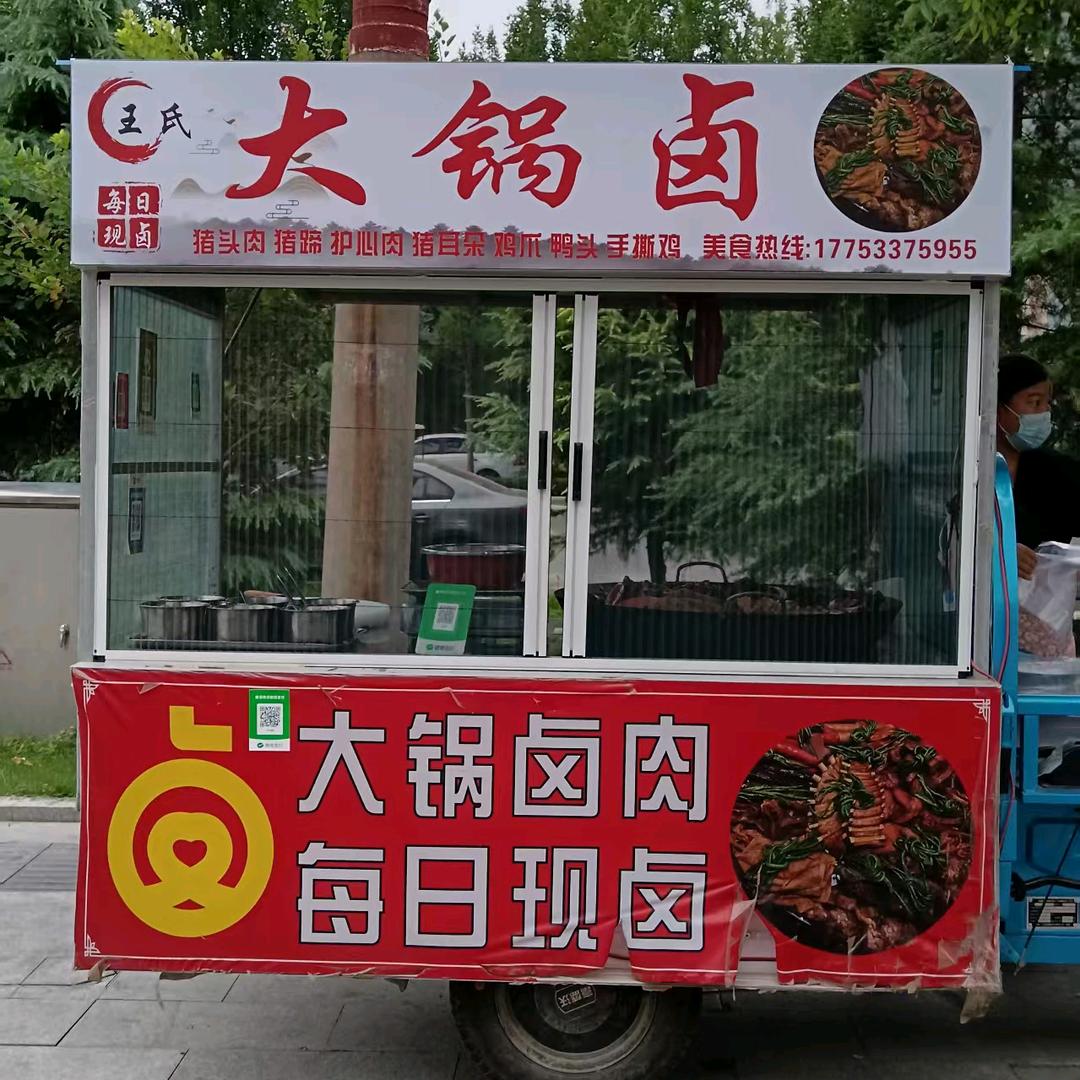 王氏
大锅卤
每日
现卤
猪头肉 猪蹄 护心肉 猪耳朵 鸡爪 鸭头 手撕鸡 美食热线:17753375955
大锅卤肉
每日现卤